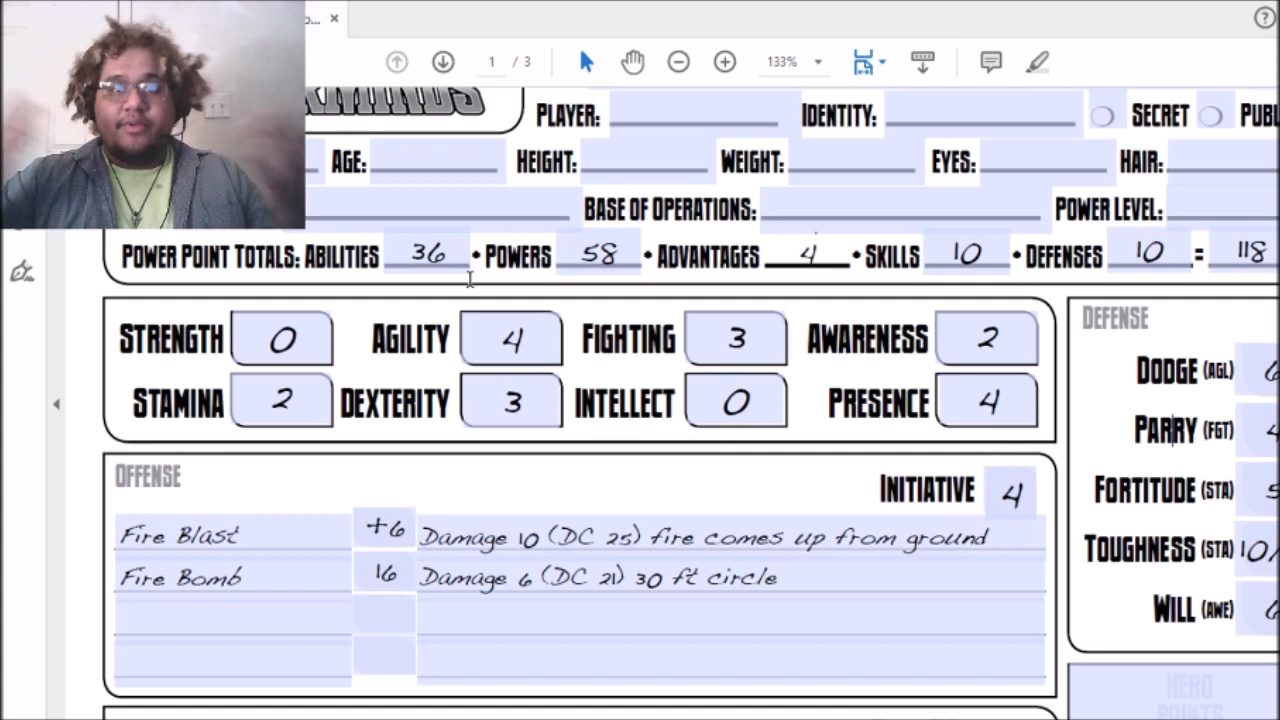 1 / 3 133%
PLAYER: IDENTITY: SECRET
AGE: HEIGHT: WEIGHT: EYES: HAIR:
BASE OF OPERATIONS: POWER LEVEL:
POWER POINT TOTALS: ABILITIES 36 • POWERS 58 • ADVANTAGES 4 • SKILLS 10 • DEFENSES 10 = 118
STRENGTH 0 AGILITY 4 FIGHTING 3 AWARENESS 2
STAMINA 2 DEXTERITY 3 INTELLECT 0 PRESENCE 4
DEFENSE
DODGE (AGL)
PARRY (FGT)
FORTITUDE (STA)
TOUGHNESS (STA) 10/
WILL (AWE)
OFFENSE
INITIATIVE 4
Fire Blast +6 Damage 10 (DC 25) fire comes up from ground
Fire Bomb 16 Damage 6 (DC 21) 30 ft circle
HERO
POINTS